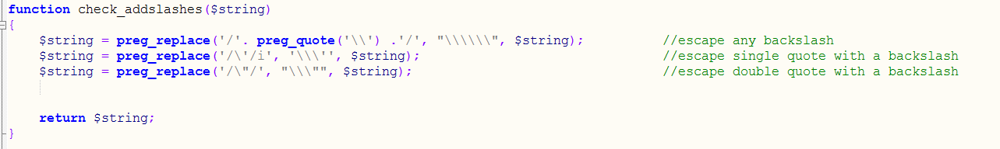 function check_addslashes($string)
{
$string = preg_replace('/'. preg_quote('\\') .'/', "\\\\\\", $string); //escape any backslash
$string = preg_replace('/\'/i', '\\\'', $string); //escape single quote with a backslash
$string = preg_replace('/\"/', "\\\"", $string); //escape double quote with a backslash
return $string;
}